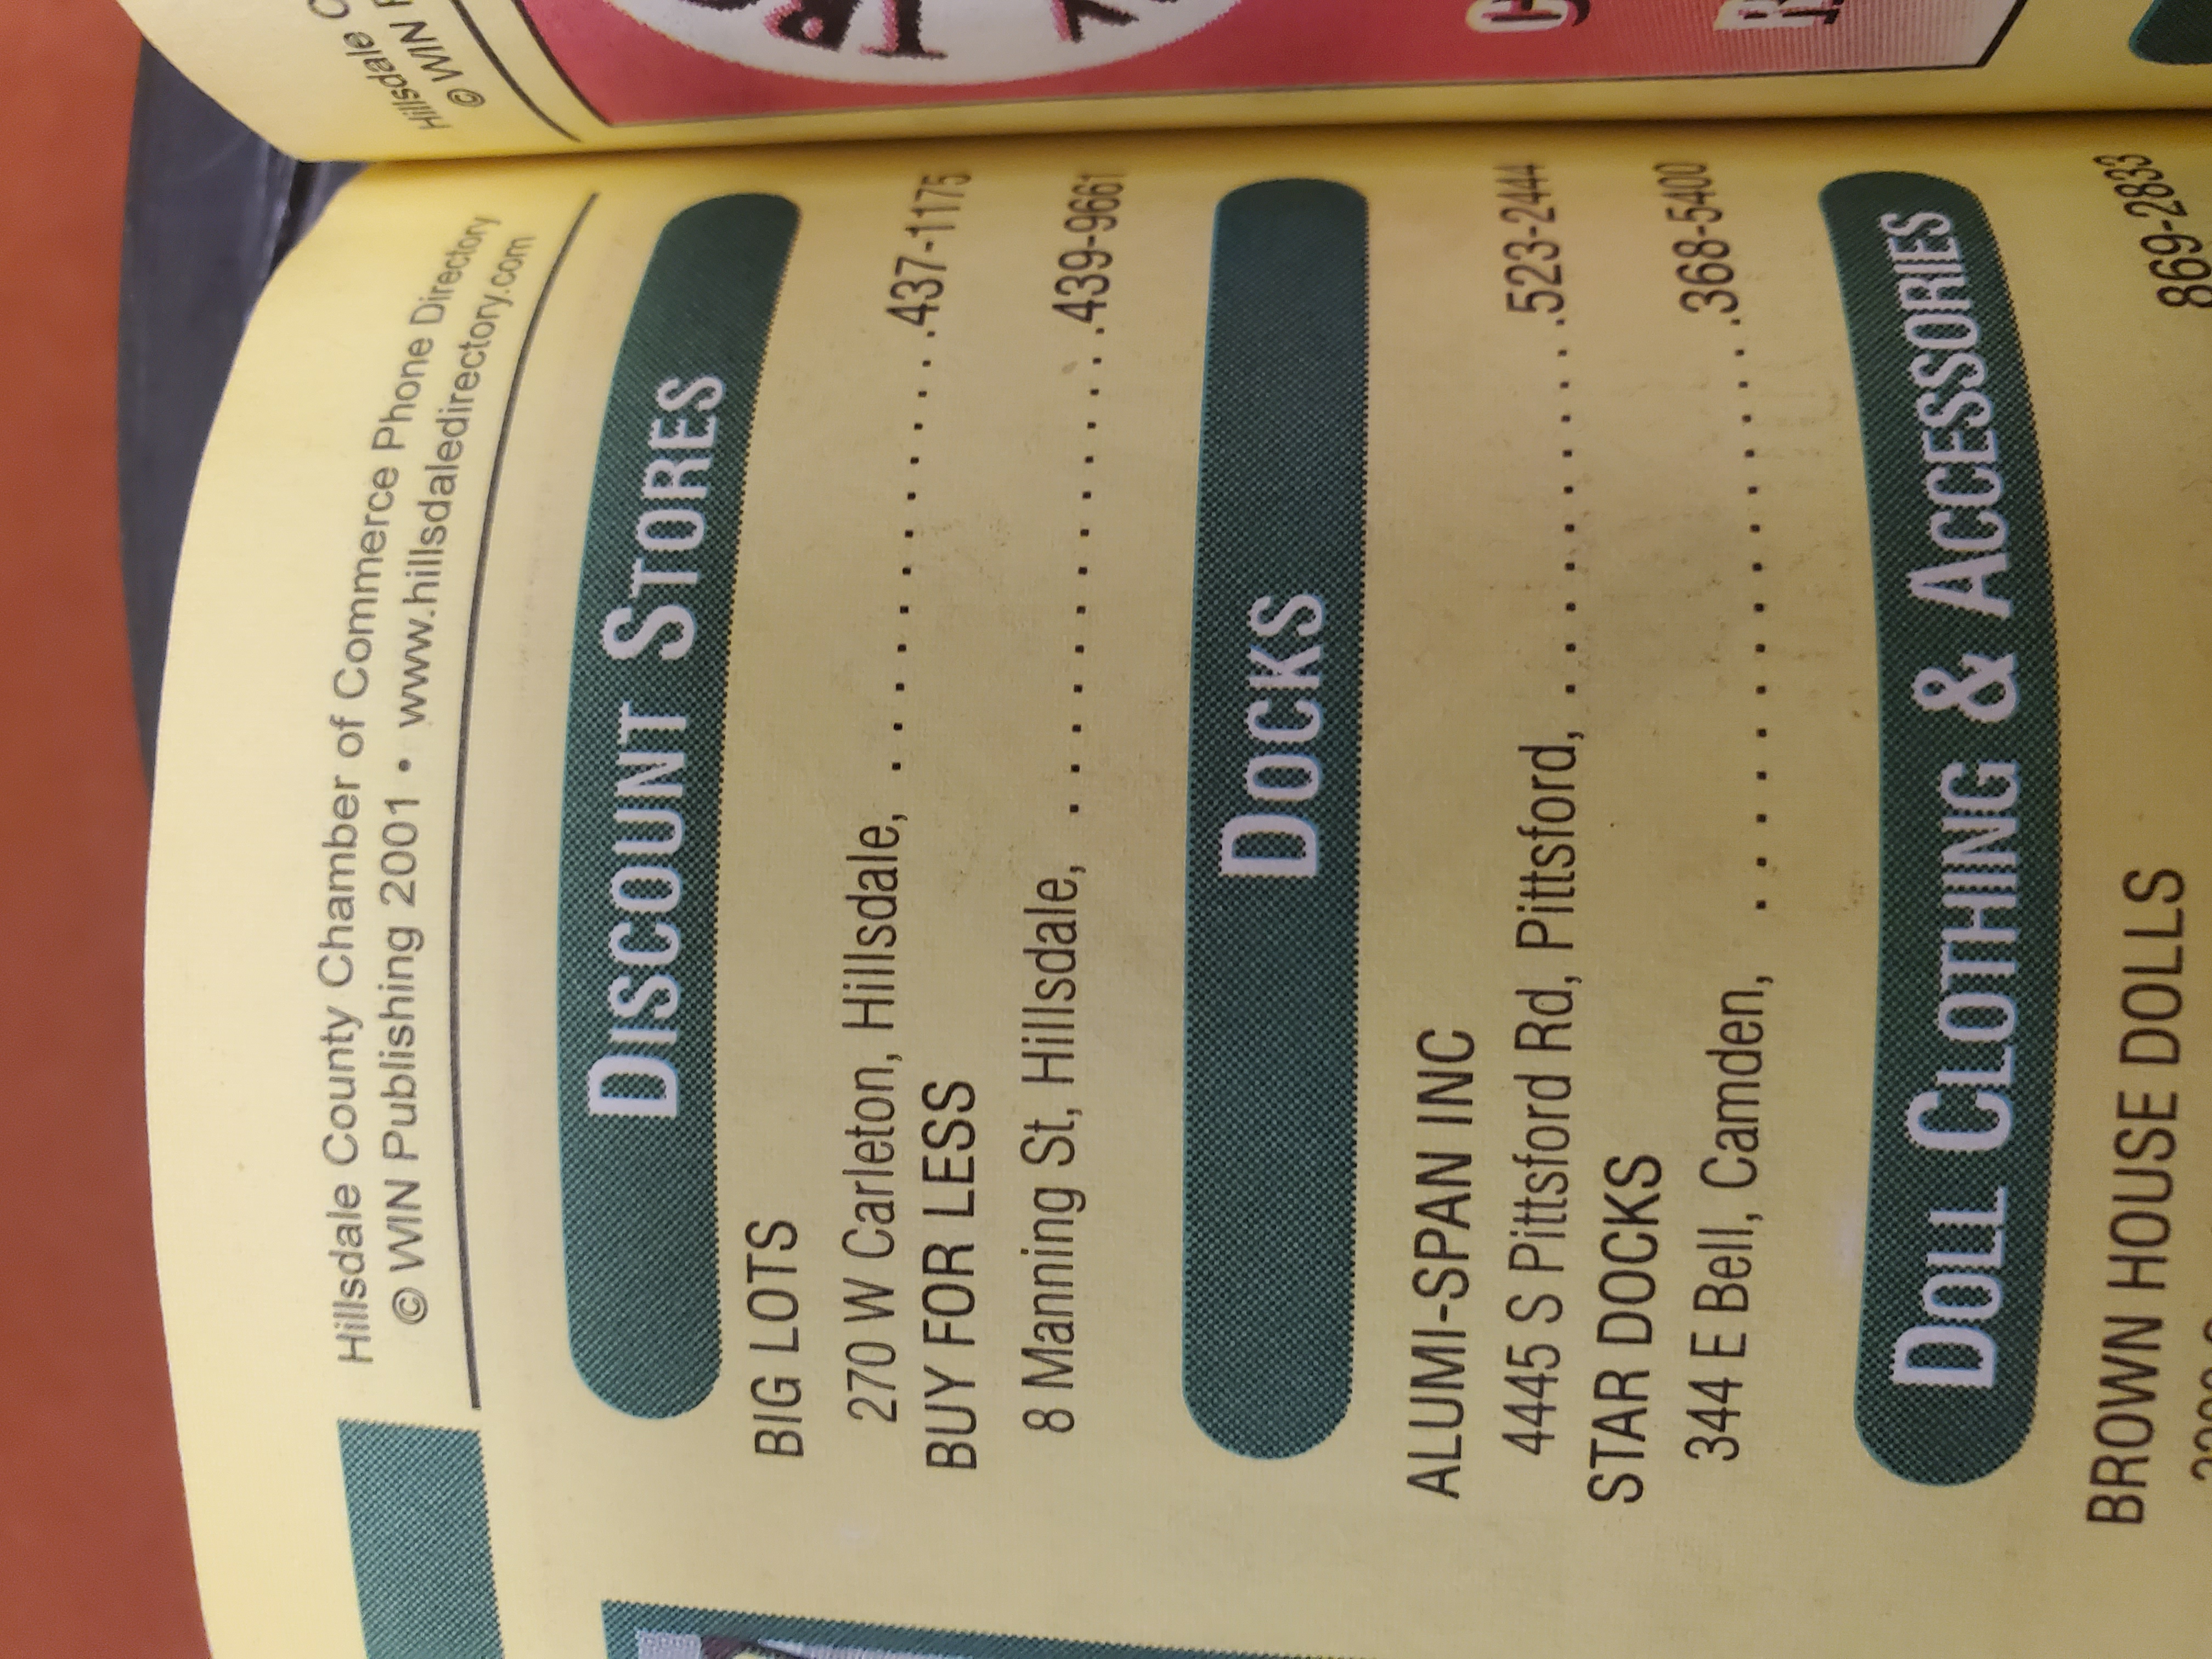 Hillsdale County Chamber of Commerce Phone Directory
© WIN Publishing 2001 • www.hillsdaledirectory.com
DISCOUNT STORES
BIG LOTS
270 W Carleton, Hillsdale, . . . . . . . . . . . . .437-1175
BUY FOR LESS
8 Manning St, Hillsdale, . . . . . . . . . . . . . .439-9661
DOCKS
ALUMI-SPAN INC
4445 S Pittsford Rd, Pittsford, . . . . . . . . . . .523-2444
STAR DOCKS
344 E Bell, Camden, . . . . . . . . . . . . . . . . .368-5400
DOLL CLOTHING & ACCESSORIES
BROWN HOUSE DOLLS
869-2833
Hillsdale
© WIN